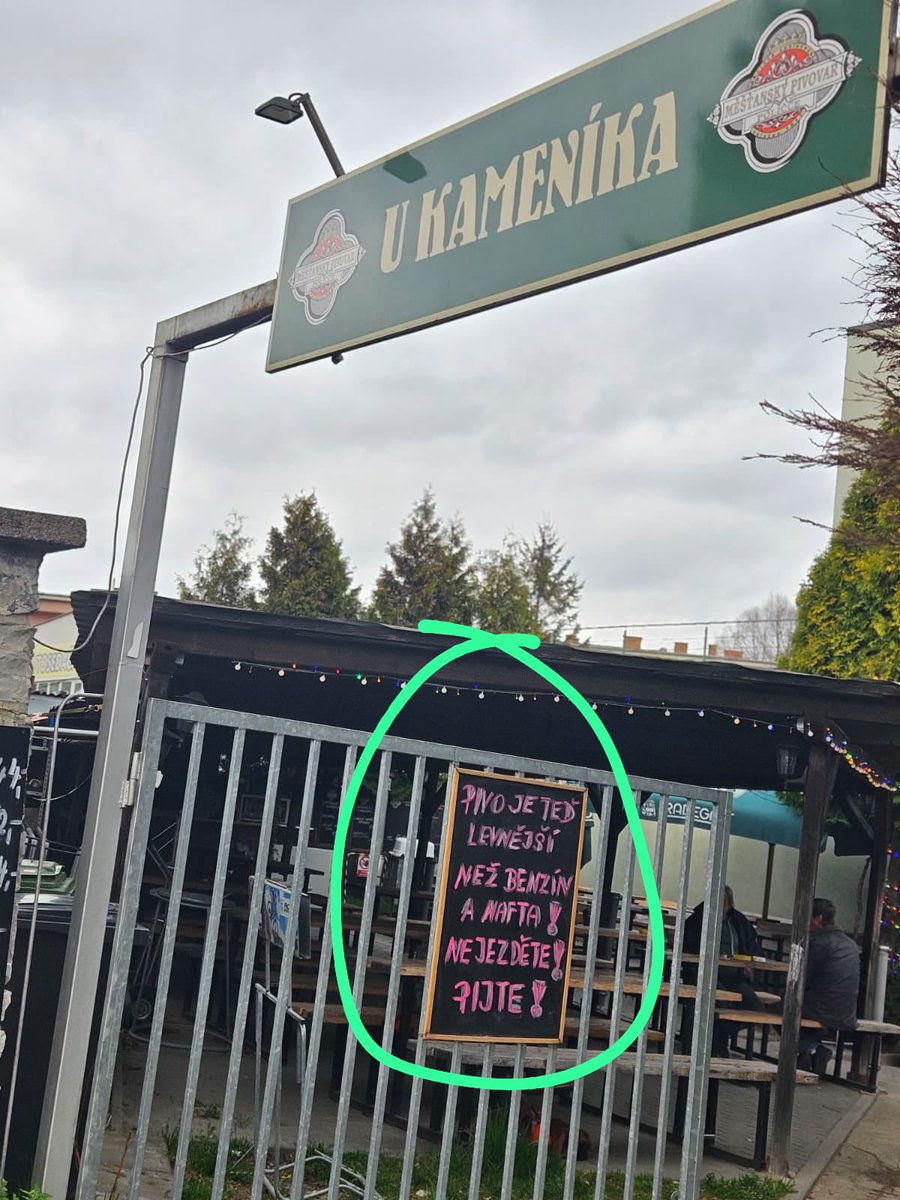 U KAMENÍKA
MĚŠŤANSKÝ PIVOVAR
MĚŠŤANSKÝ PIVOVAR
PIVO JE TEĎ
LEVNĚJŠÍ
NEŽ BENZÍN
A NAFTA!
NEJEZDĚTE!
PIJTE!